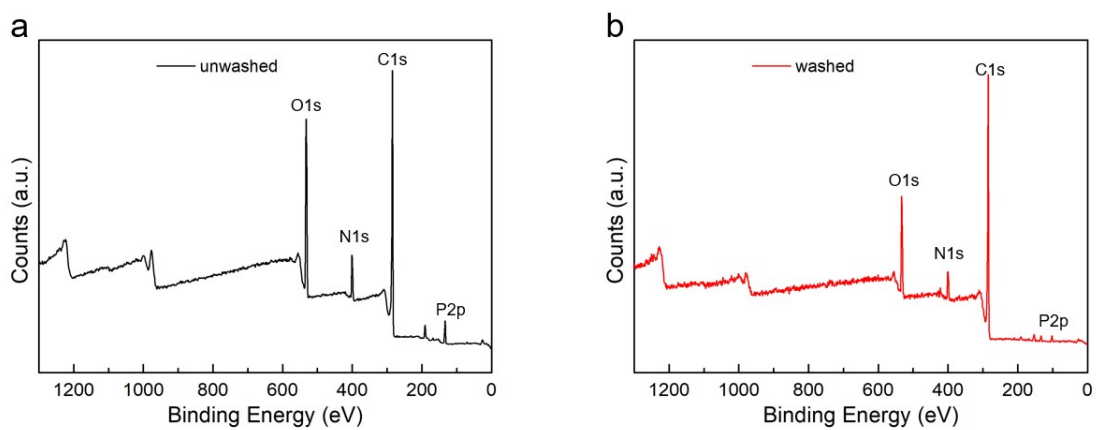 a
unwashed
C1s
O1s
N1s
P2p
Counts (a.u.)
1200 1000 800 600 400 200 0
Binding Energy (eV)
b
washed
C1s
O1s
N1s
P2p
Counts (a.u.)
1200 1000 800 600 400 200 0
Binding Energy (eV)